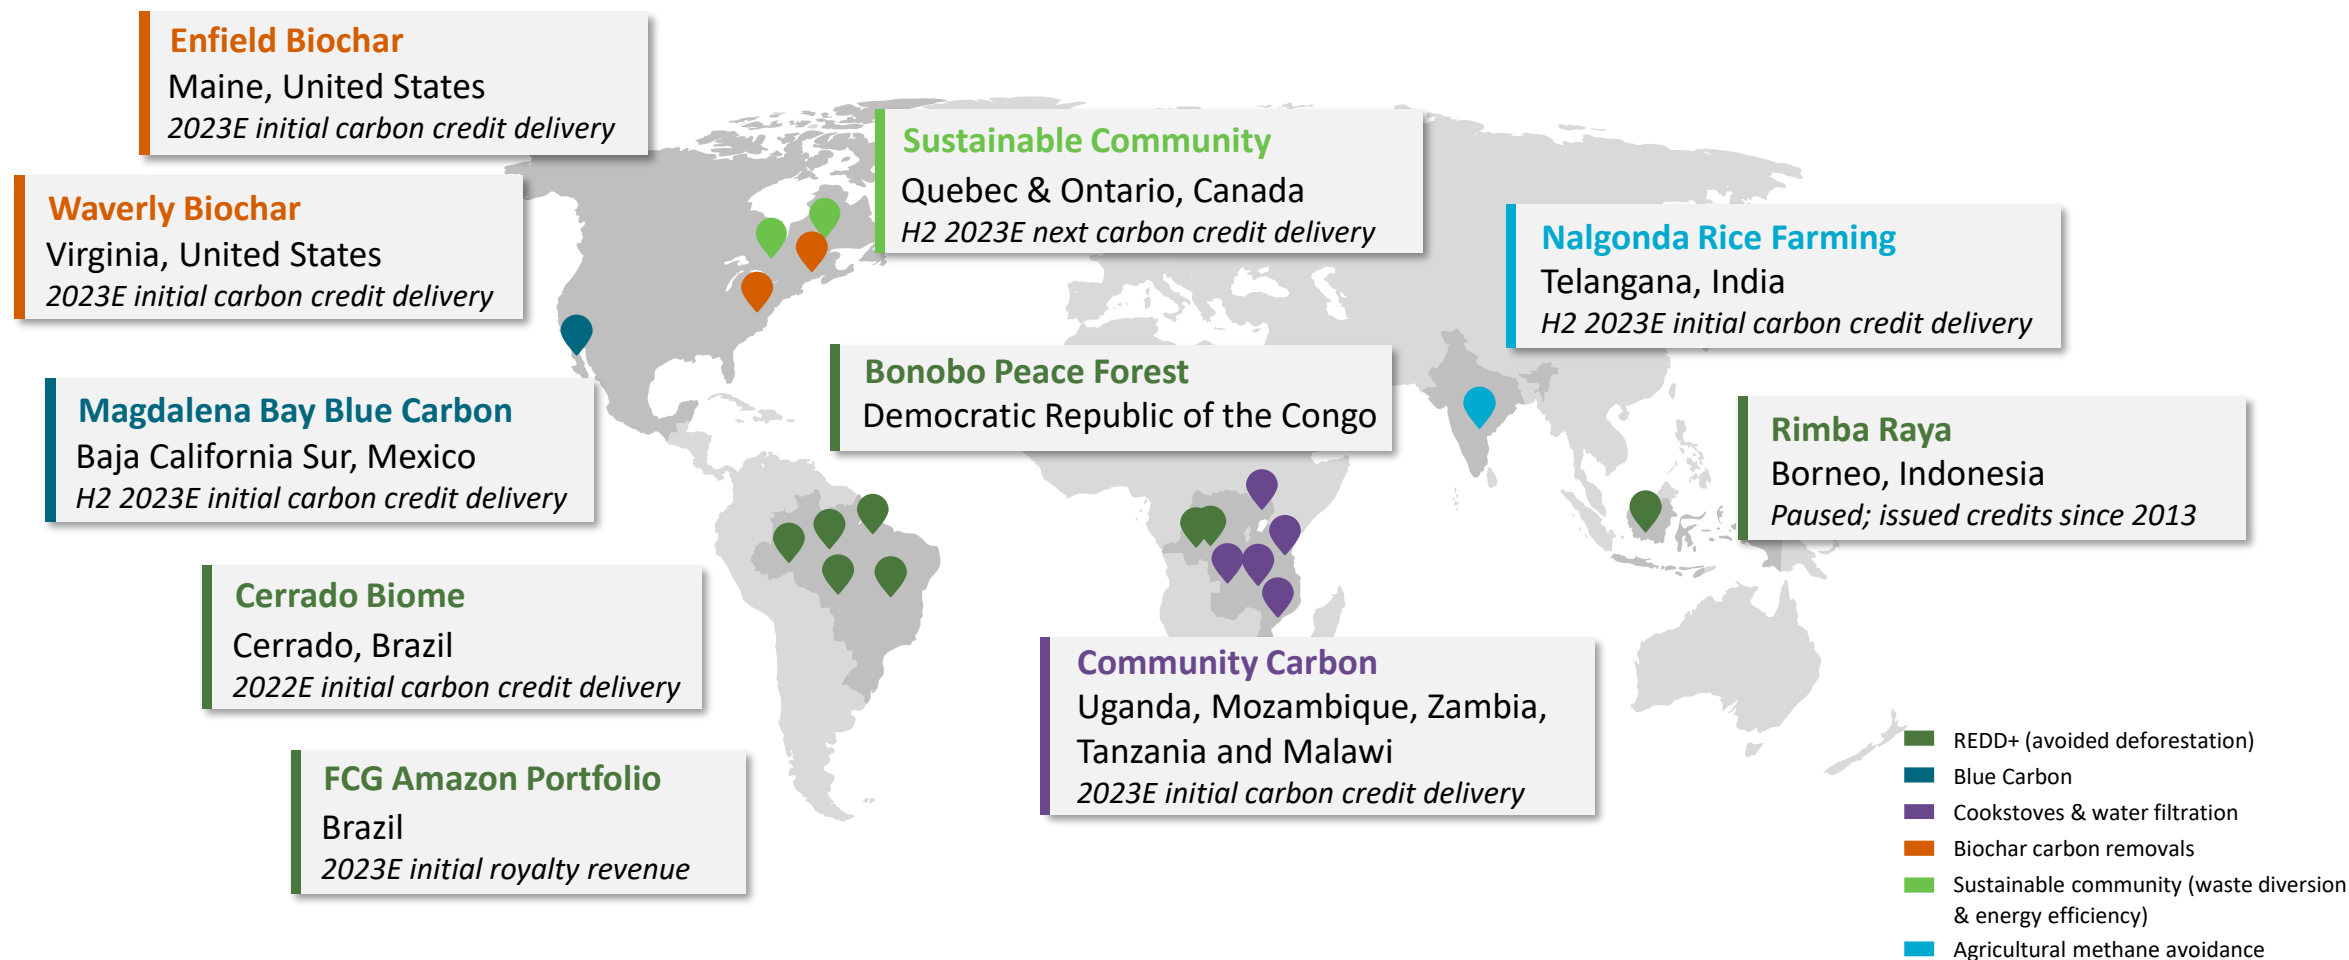 Enfield Biochar
Maine, United States
2023E initial carbon credit delivery
Waverly Biochar
Virginia, United States
2023E initial carbon credit delivery
Magdalena Bay Blue Carbon
Baja California Sur, Mexico
H2 2023E initial carbon credit delivery
Cerrado Biome
Cerrado, Brazil
2022E initial carbon credit delivery
FCG Amazon Portfolio
Brazil
2023E initial royalty revenue
Sustainable Community
Quebec & Ontario, Canada
H2 2023E next carbon credit delivery
Bonobo Peace Forest
Democratic Republic of the Congo
Community Carbon
Uganda, Mozambique, Zambia,
Tanzania and Malawi
2023E initial carbon credit delivery
Nalgonda Rice Farming
Telangana, India
H2 2023E initial carbon credit delivery
Rimba Raya
Borneo, Indonesia
Paused; issued credits since 2013
REDD+ (avoided deforestation)
Blue Carbon
Cookstoves & water filtration
Biochar carbon removals
Sustainable community (waste diversion
& energy efficiency)
Agricultural methane avoidance